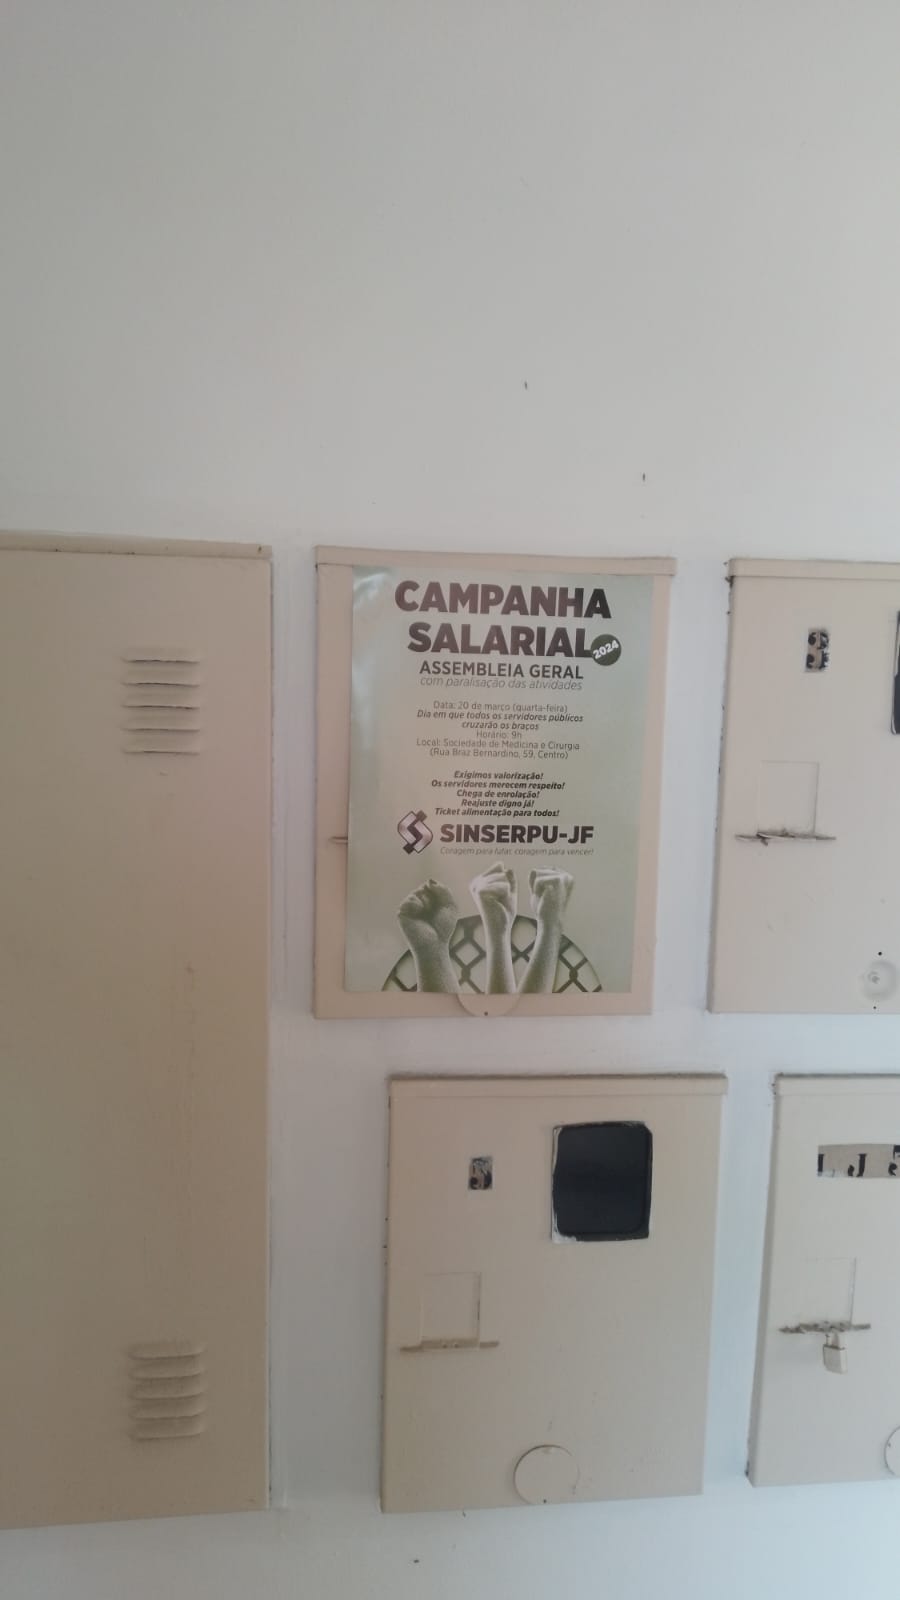 CAMPANHA
SALARIAL
2024
ASSEMBLEIA GERAL
com paralisação das atividades
Data: 20 de março (quarta-feira)
Dia em que todos os servidores públicos
cruzarão os braços
Horário: 9h
Local: Sociedade de Medicina e Cirurgia
(Rua Braz Bernardino, 59, Centro)
Exigimos valorização!
Os servidores merecem respeito!
Chega de enrolação!
Reajuste digno já!
Ticket alimentação para todos!
SINSERPU-JF
Coragem para lutar, coragem para vencer!
L J